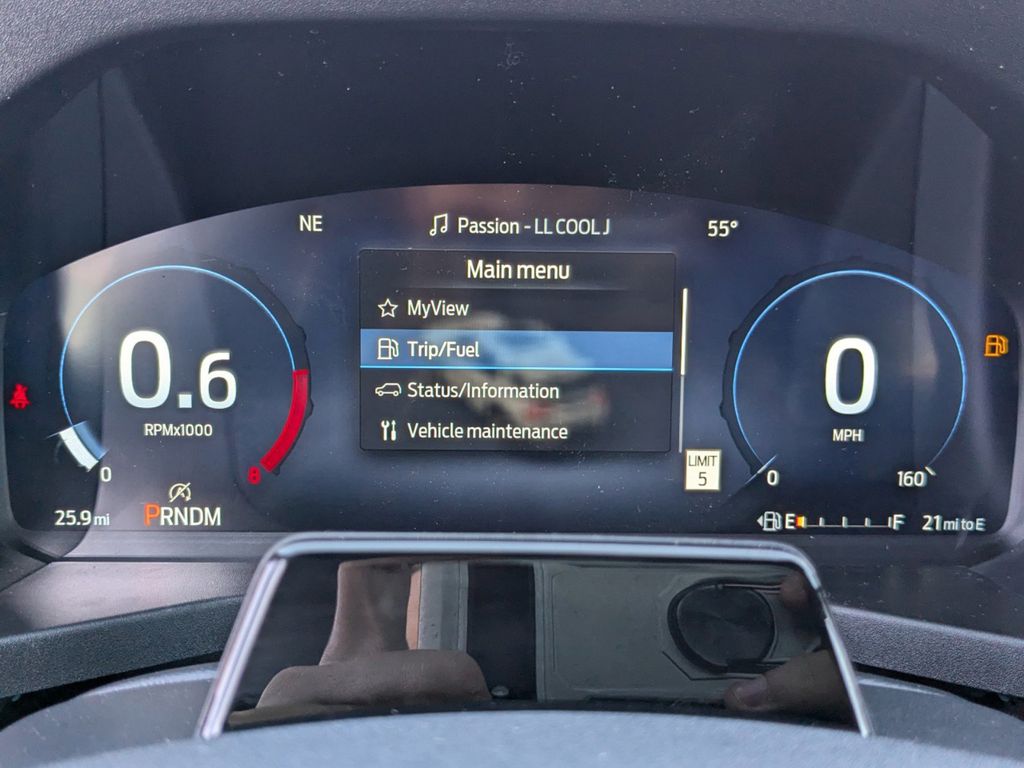 NE
Passion - LL COOL J
55°
Main menu
MyView
Trip/Fuel
Status/Information
Vehicle maintenance
0.6
RPMx1000
0
8
25.9 mi
PRNDM
LIMIT
5
0
MPH
0
160
E F
21 mi to E